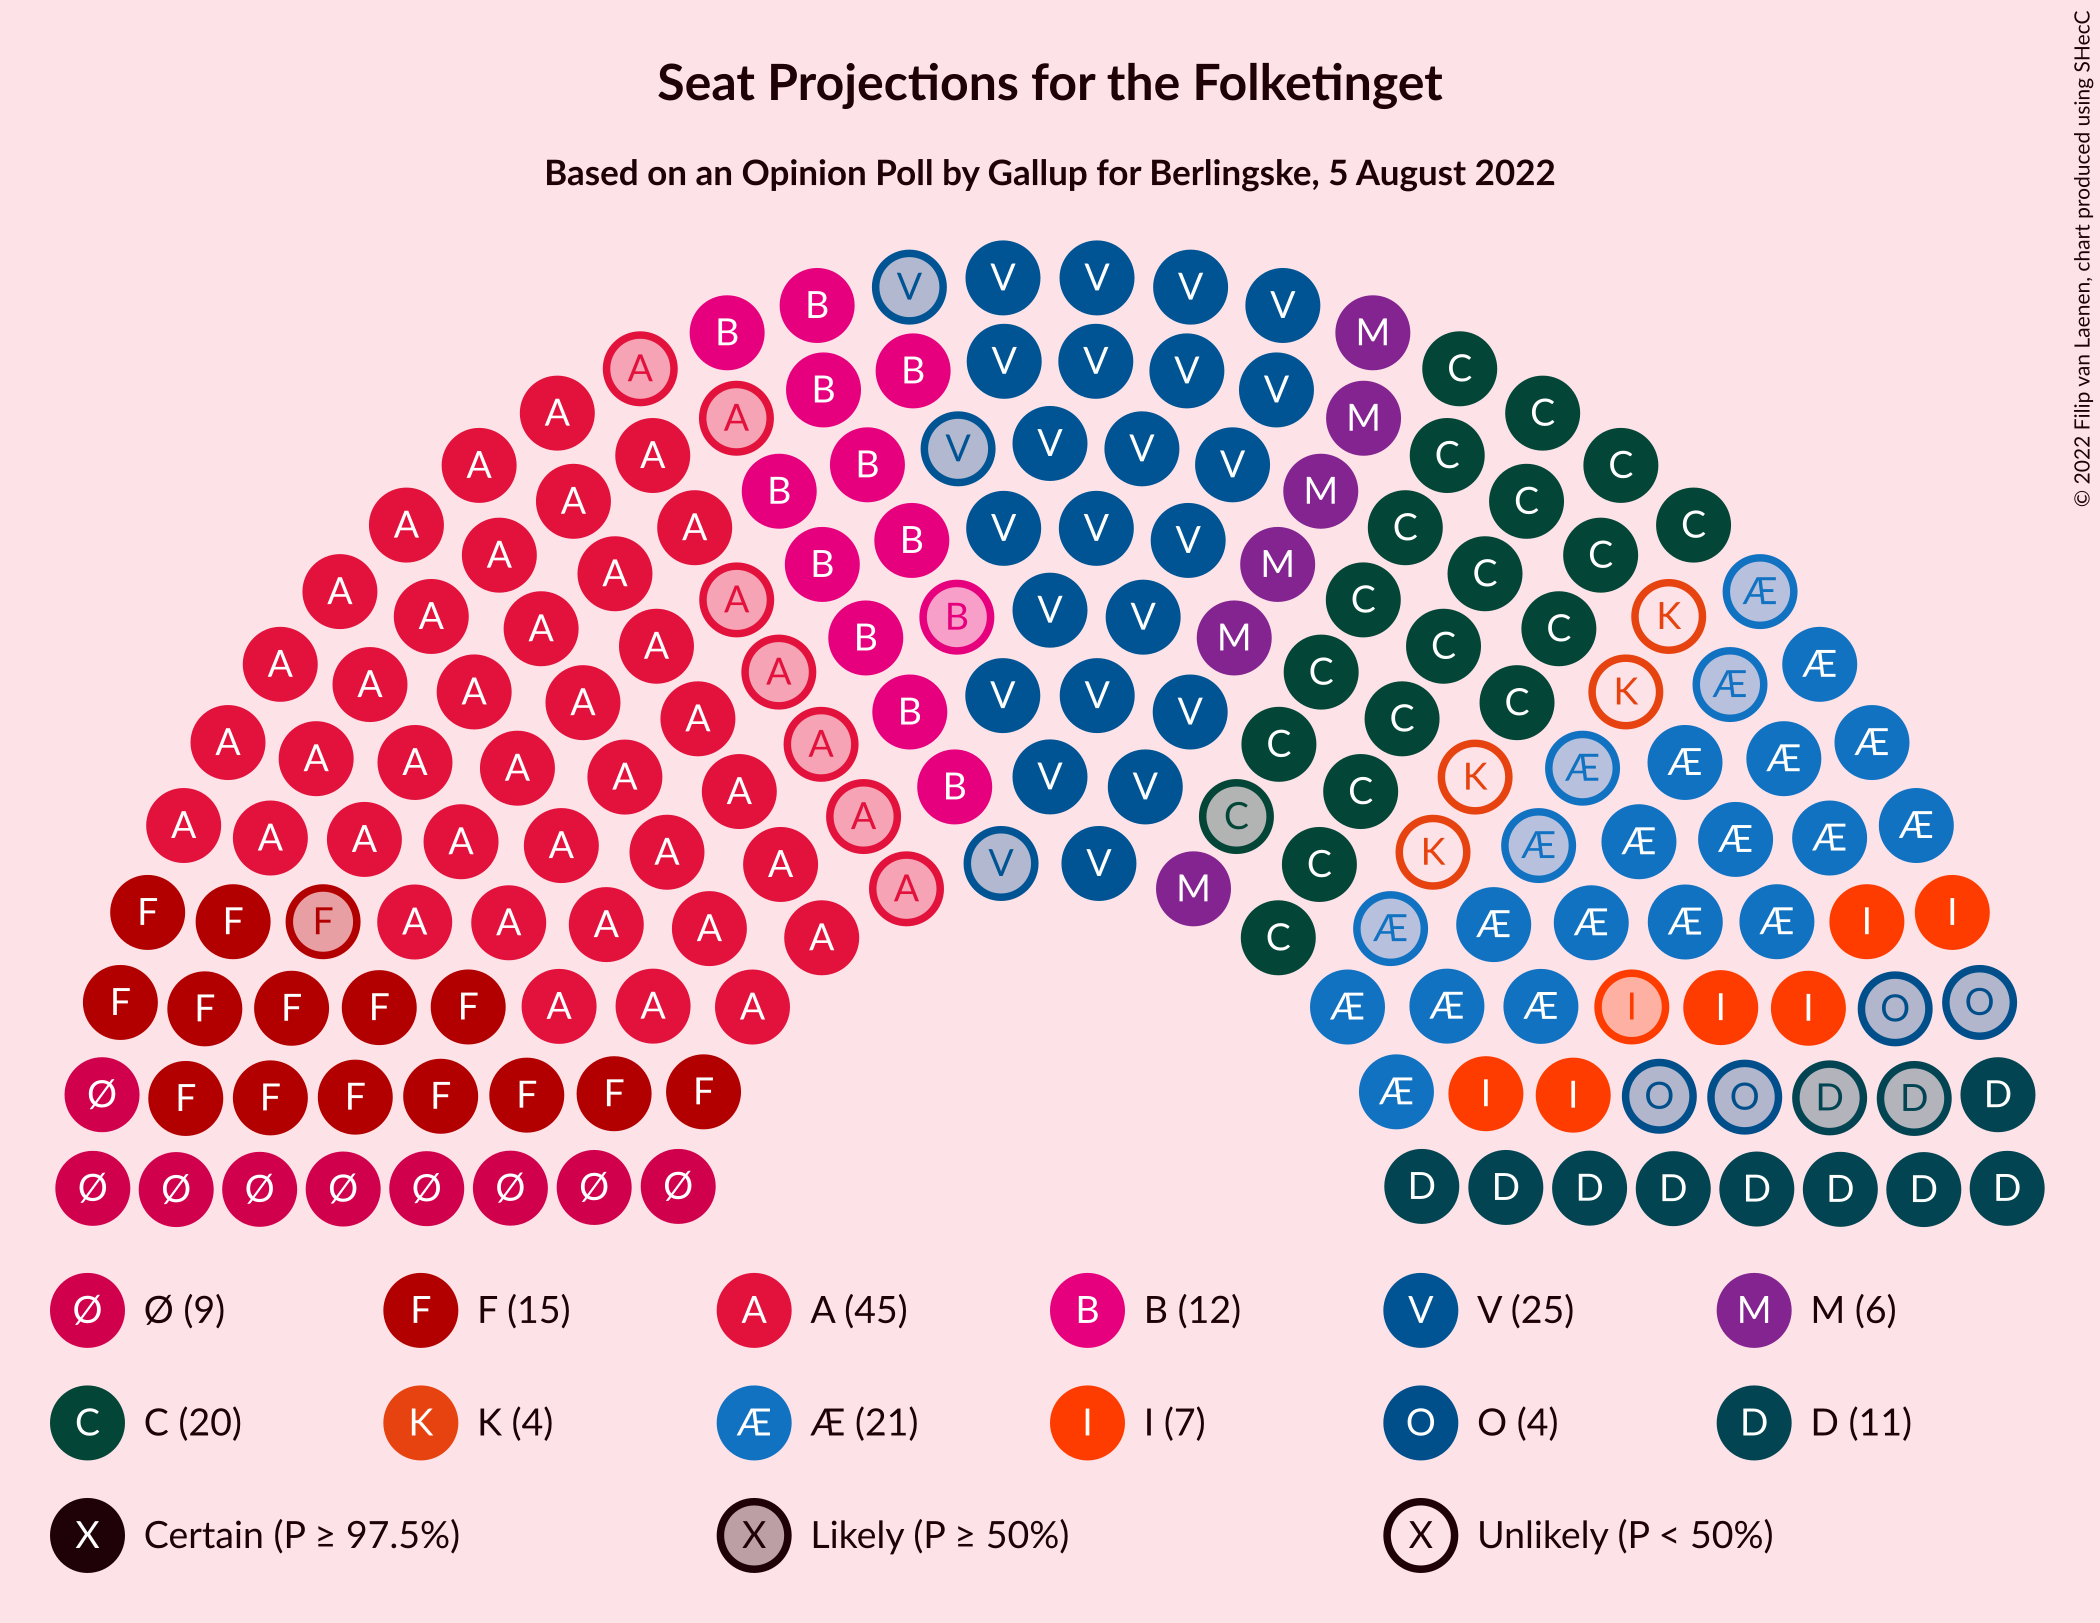 Seat Projections for the Folketinget
Based on an Opinion Poll by Gallup for Berlingske, 5 August 2022
© 2022 Filip van Laenen, chart produced using SHecC
V V V V
B V
B M
A B V V V C
A B V M C
A A B V V V V C C
A A B V M C C
A A B B V V V M C C C
A A A B V V M C C K Æ
A A A A B B V V M C C K Æ
A A A A A B V V V C C C K Æ Æ Æ Æ
A A A A A A A B V V C C K Æ Æ Æ Æ Æ
A A A A A A A A A V V M C C
F F F A A A A A C Æ Æ Æ Æ Æ I I
F F F F F A A A Æ Æ Æ I I I O O
Ø F F F F F F F Æ I I O O D D D
Ø Ø Ø Ø Ø Ø Ø Ø D D D D D D D D
Ø Ø (9) F F (15) A A (45) B B (12) V V (25) M M (6)
C C (20) K K (4) Æ Æ (21) I I (7) O O (4) D D (11)
X Certain (P ≥ 97.5%) X Likely (P ≥ 50%) X Unlikely (P < 50%)